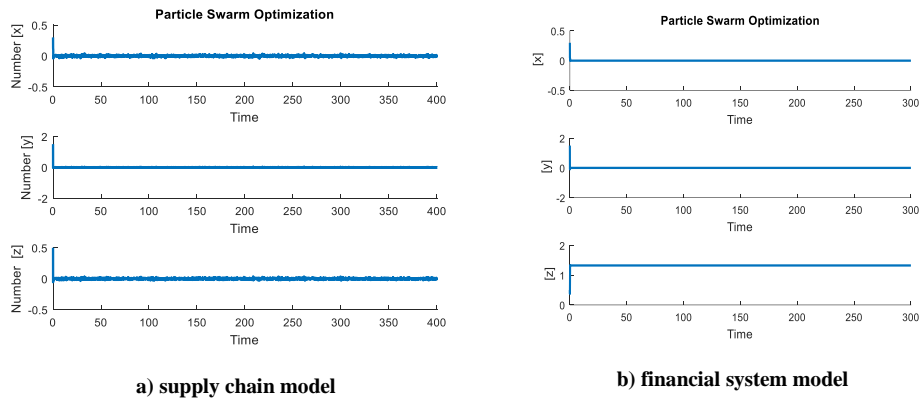 Particle Swarm Optimization
Number [x]
0.5
0
-0.5
0 50 100 150 200 250 300 350 400
Time
Number [y]
2
0
-2
0 50 100 150 200 250 300 350 400
Time
Number [z]
0.5
0
-0.5
0 50 100 150 200 250 300 350 400
Time
a) supply chain model
Particle Swarm Optimization
[x]
0.5
0
-0.5
0 50 100 150 200 250 300
Time
[y]
2
0
-2
0 50 100 150 200 250 300
Time
[z]
2
1
0
0 50 100 150 200 250 300
Time
b) financial system model